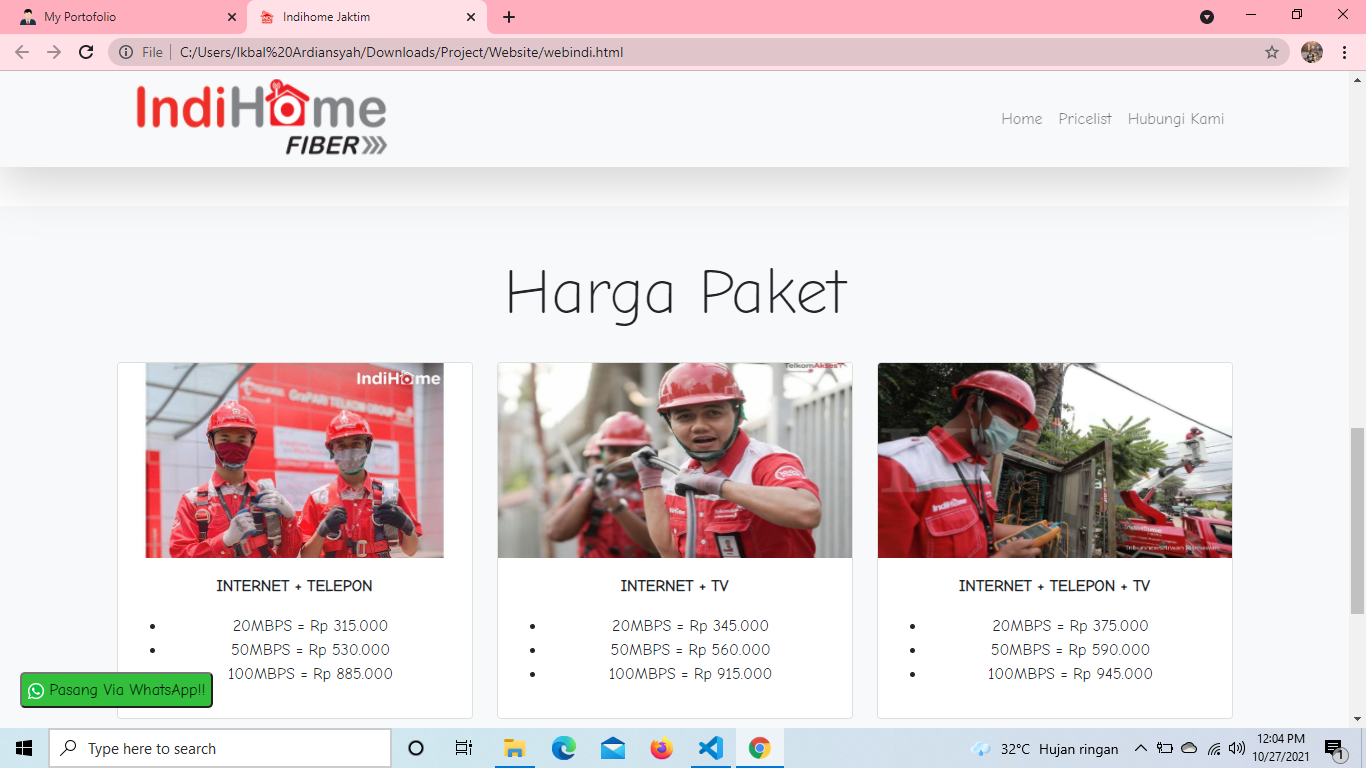 My Portofolio
Indihome Jaktim
File
C:/Users/Ikbal%20Ardiansyah/Downloads/Project/Website/webindi.html
IndiHome
FIBER
Home Pricelist Hubungi Kami
Harga Paket
IndiHome
GraPARI TELKOM GROUP
TelkomAkses
IndiHome
INTERNET + TELEPON
20MBPS = Rp 315.000
50MBPS = Rp 530.000
100MBPS = Rp 885.000
INTERNET + TV
20MBPS = Rp 345.000
50MBPS = Rp 560.000
100MBPS = Rp 915.000
INTERNET + TELEPON + TV
20MBPS = Rp 375.000
50MBPS = Rp 590.000
100MBPS = Rp 945.000
Pasang Via WhatsApp!!
Type here to search
32°C Hujan ringan
12:04 PM
10/27/2021
1